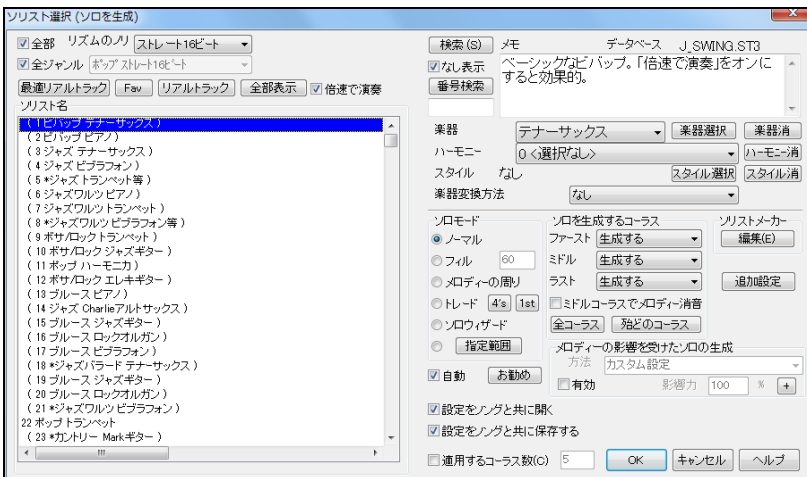 ソリスト選択 (ソロを生成)
全部 リズムのノリ ストレート16ビート
全ジャンル ポップ ストレート16ビート
最適リアルトラック Fav リアルトラック 全部表示 倍速で演奏
ソリスト名
( 1 ビバップ テナーサックス )
( 2 ビバップ ピアノ )
( 3 ジャズ テナーサックス )
( 4 ジャズ ビブラフォン )
( 5 *ジャズ トランペット等 )
( 6 ジャズワルツ ピアノ )
( 7 ジャズワルツ トランペット )
( 8 *ジャズワルツ ビブラフォン等 )
( 9 ボサ/ロック トランペット )
( 10 ボサ/ロック ジャズギター )
( 11 ポップ ハーモニカ )
( 12 ボサ/ロック エレキギター )
( 13 ブルース ピアノ )
( 14 ジャズ Charlieアルトサックス )
( 15 ブルース ジャズギター )
( 16 ブルース ロックオルガン )
( 17 ブルース ビブラフォン )
( 18 *ジャズバラード テナーサックス )
( 19 ブルース ジャズギター )
( 20 ブルース ロックオルガン )
( 21 *ジャズワルツ ビブラフォン )
22 ポップ トランペット
( 23 *カントリー Markギター )
検索 (S) メモ データベース J_SWING.ST3
なし表示
番号検索
ベーシックなビバップ。「倍速で演奏」をオンに
すると効果的。
楽器 テナーサックス 楽器選択 楽器消
ハーモニー 0 <選択なし> ハーモニー消
スタイル なし スタイル選択 スタイル消
楽器変換方法 なし
ソロモード
ノーマル
フィル 60
メロディーの周り
トレード 4's 1st
ソロウィザード
指定範囲
自動 お勧め
ソロを生成するコーラス
ファースト 生成する
ミドル 生成する
ラスト 生成する
ミドルコーラスでメロディー消音
全コーラス 殆どのコーラス
ソリストメーカー
編集(E)
追加設定
メロディーの影響を受けたソロの生成
方法 カスタム設定
有効 影響力 100 % +
設定をソングと共に開く
設定をソングと共に保存する
適用するコーラス数(C) 5 OK キャンセル ヘルプ